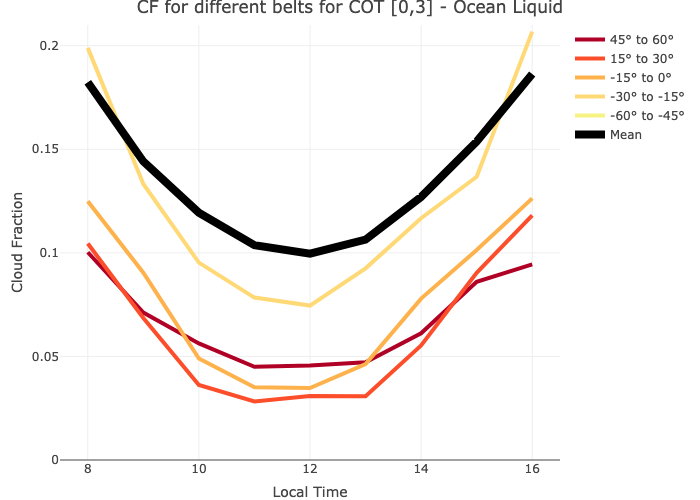 CF for different belts for COT [0,3] - Ocean Liquid
0.2
0.15
0.1
0.05
0
Cloud Fraction
8
10
12
14
16
Local Time
45° to 60°
15° to 30°
-15° to 0°
-30° to -15°
-60° to -45°
Mean